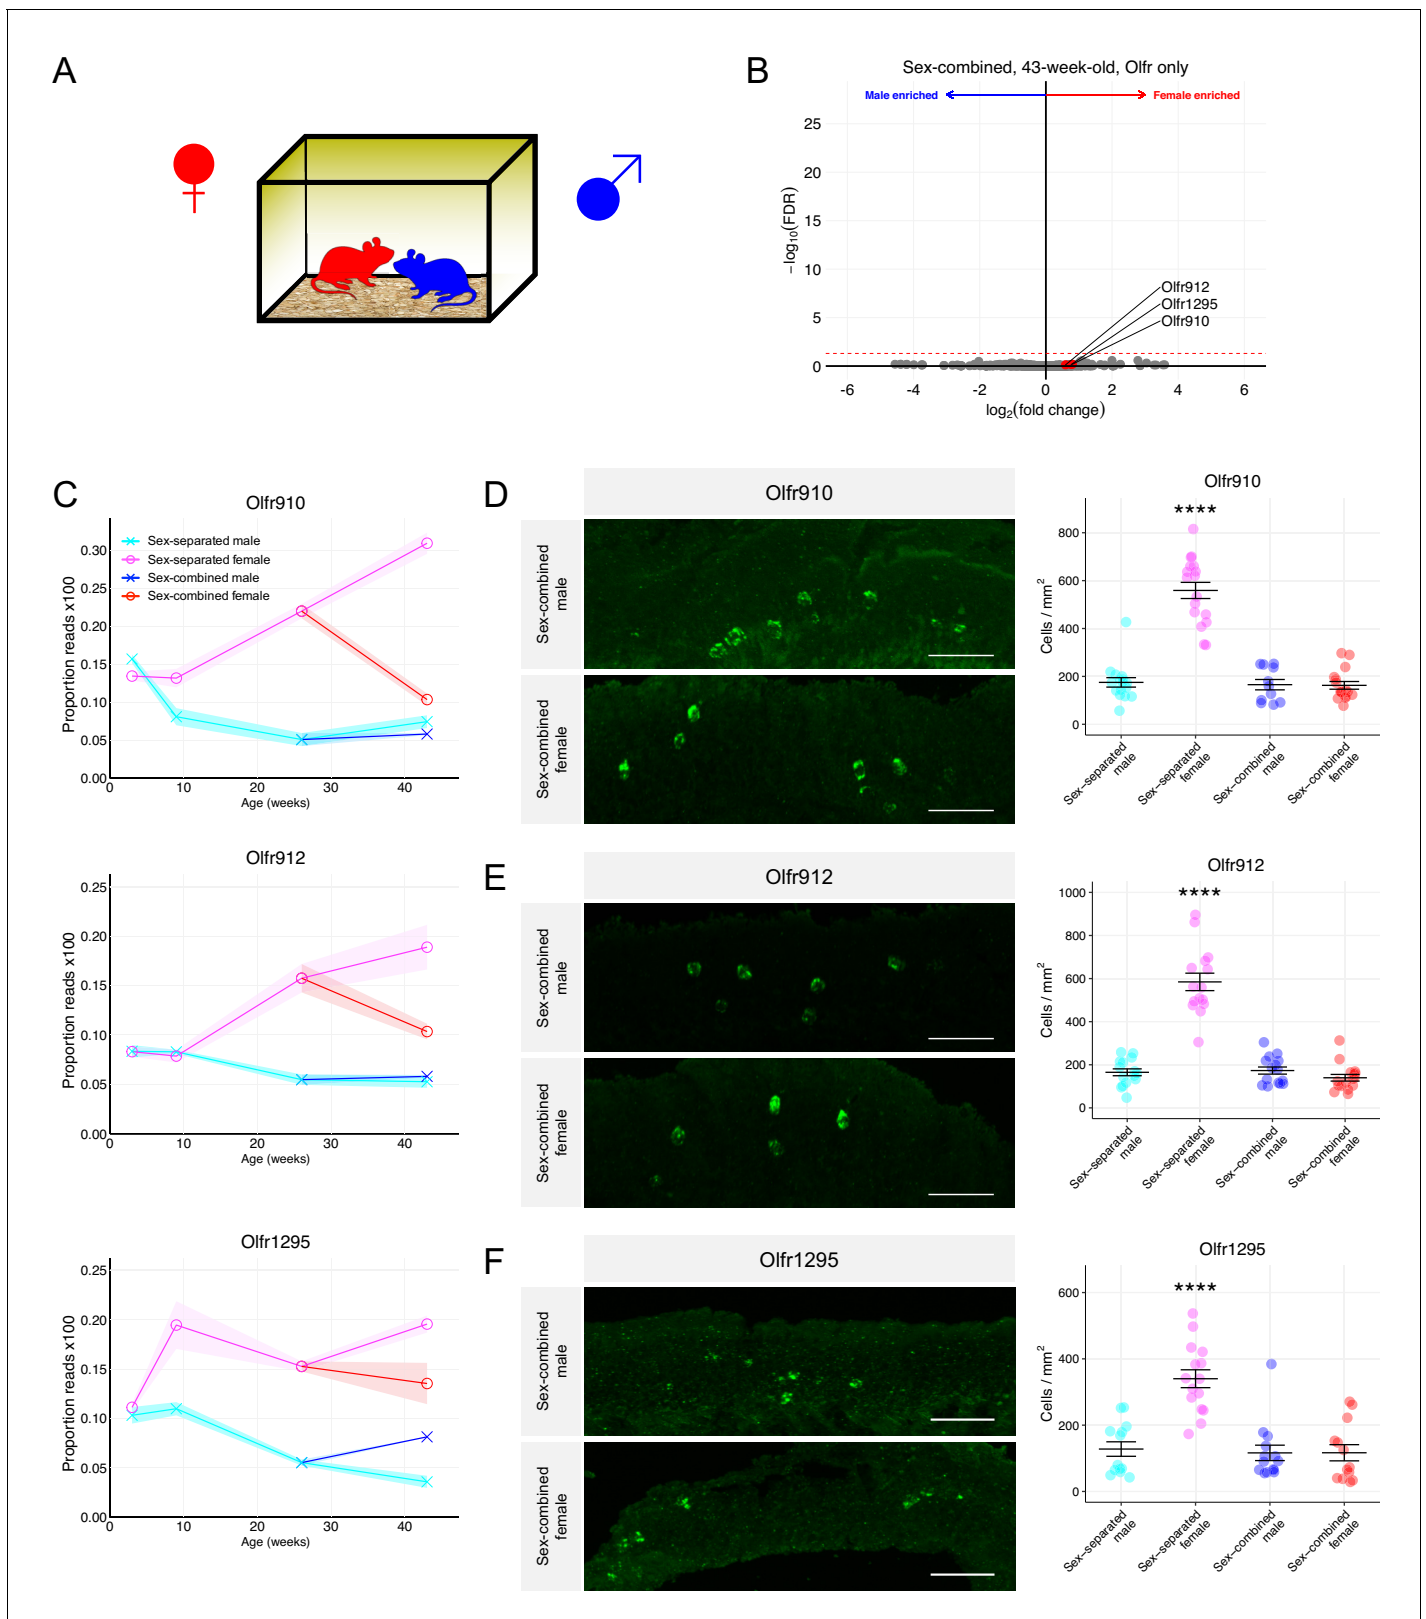 A
B
Sex-combined, 43-week-old, Olfr only
Male enriched
Female enriched
25
20
15
10
5
0
−log10(FDR)
Olfr912
Olfr1295
Olfr910
-6
-4
-2
0
2
4
6
log2(fold change)
C
Olfr910
Sex-separated male
Sex-separated female
Sex-combined male
Sex-combined female
0.30
0.25
0.20
0.15
0.10
0.05
0.00
Proportion reads x100
0
10
20
30
40
Age (weeks)
Olfr912
0.25
0.20
0.15
0.10
0.05
0.00
Proportion reads x100
0
10
20
30
40
Age (weeks)
Olfr1295
0.25
0.20
0.15
0.10
0.05
0.00
Proportion reads x100
0
10
20
30
40
Age (weeks)
D
Olfr910
Sex-combined
male
Sex-combined
female
Olfr910
****
800
600
400
200
0
Cells / mm2
Sex−separated
male
Sex−separated
female
Sex−combined
male
Sex−combined
female
E
Olfr912
Sex-combined
male
Sex-combined
female
Olfr912
****
1000
800
600
400
200
0
Cells / mm2
Sex−separated
male
Sex−separated
female
Sex−combined
male
Sex−combined
female
F
Olfr1295
Sex-combined
male
Sex-combined
female
Olfr1295
****
600
400
200
0
Cells / mm2
Sex−separated
male
Sex−separated
female
Sex−combined
male
Sex−combined
female